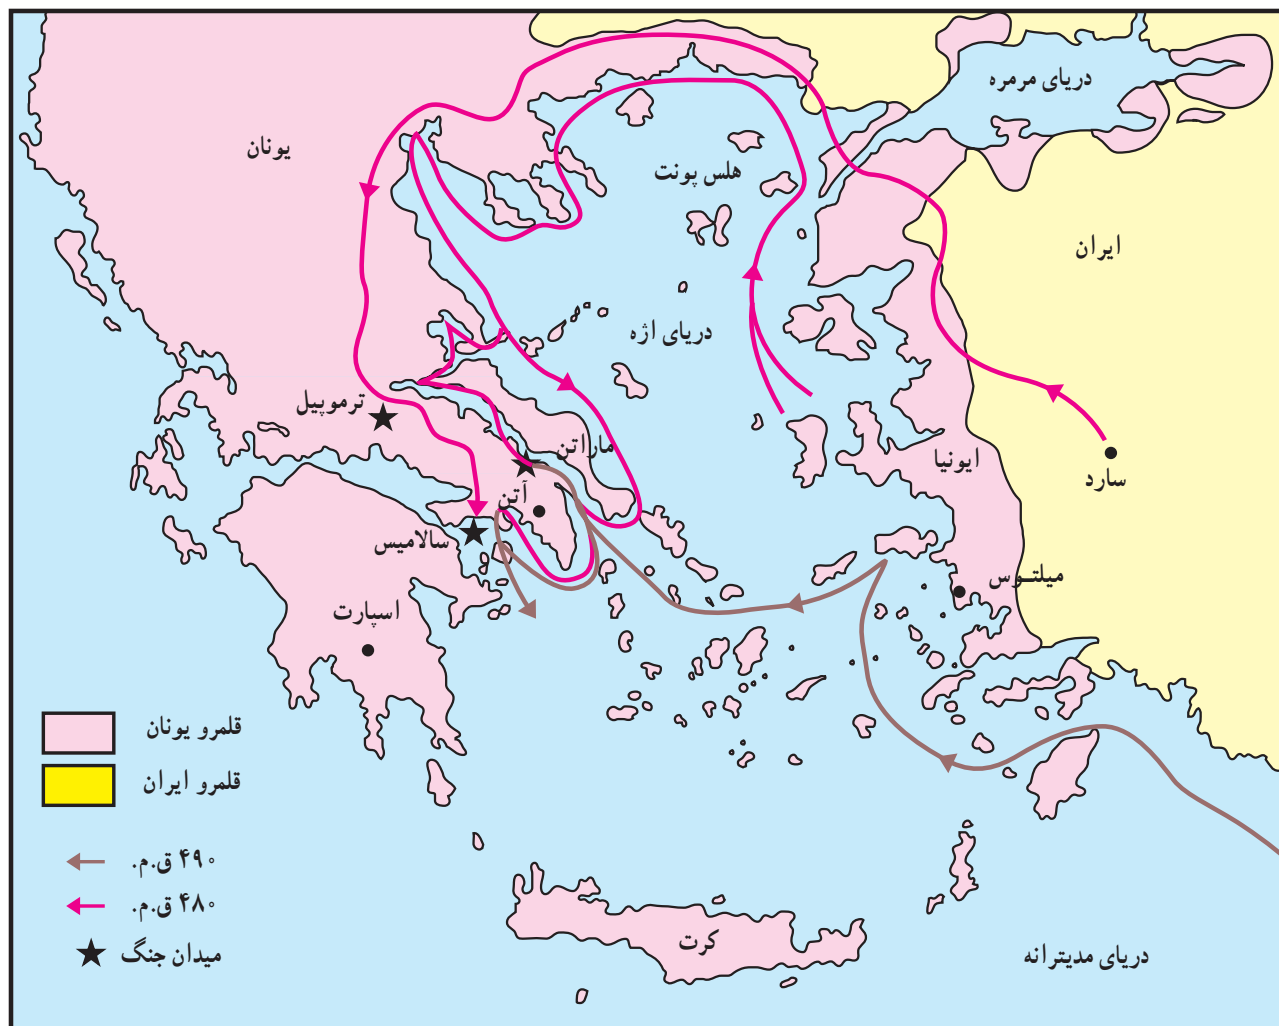 دریای مرمره
یونان
هلس پونت
ایران
دریای اژه
ترموپیل
ماراتن
ایونیا
سارد
آتن
سالامیس
میلتوس
اسپارت
قلمرو یونان
قلمرو ایران
۴۹۰ ق.م.
۴۸۰ ق.م.
میدان جنگ
کرت
دریای مدیترانه